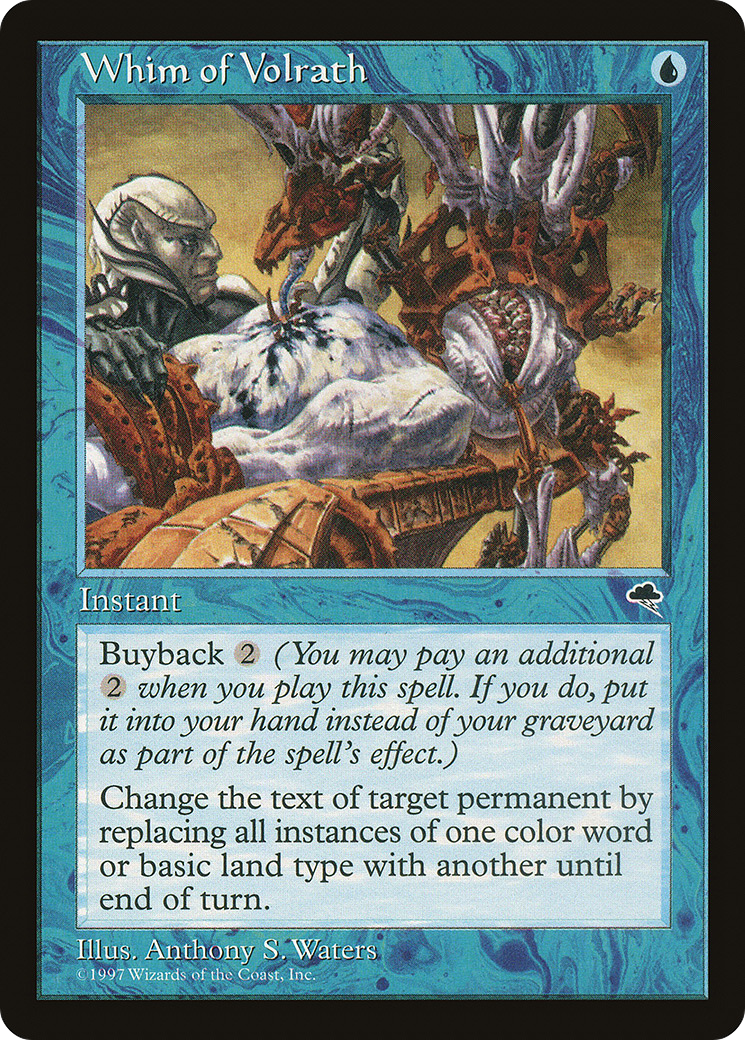 Whim of Volrath
Instant
Buyback 2 (You may pay an additional
2 when you play this spell. If you do, put
it into your hand instead of your graveyard
as part of the spell's effect.)
Change the text of target permanent by
replacing all instances of one color word
or basic land type with another until
end of turn.
Illus. Anthony S. Waters
©1997 Wizards of the Coast, Inc.